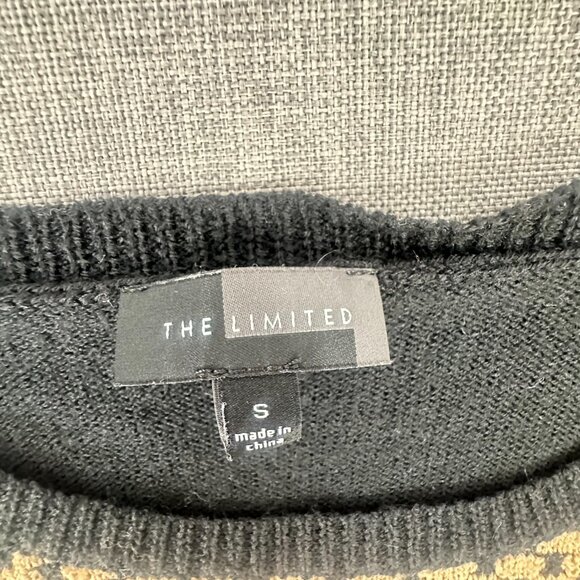 THE LIMITED
S
made in
china